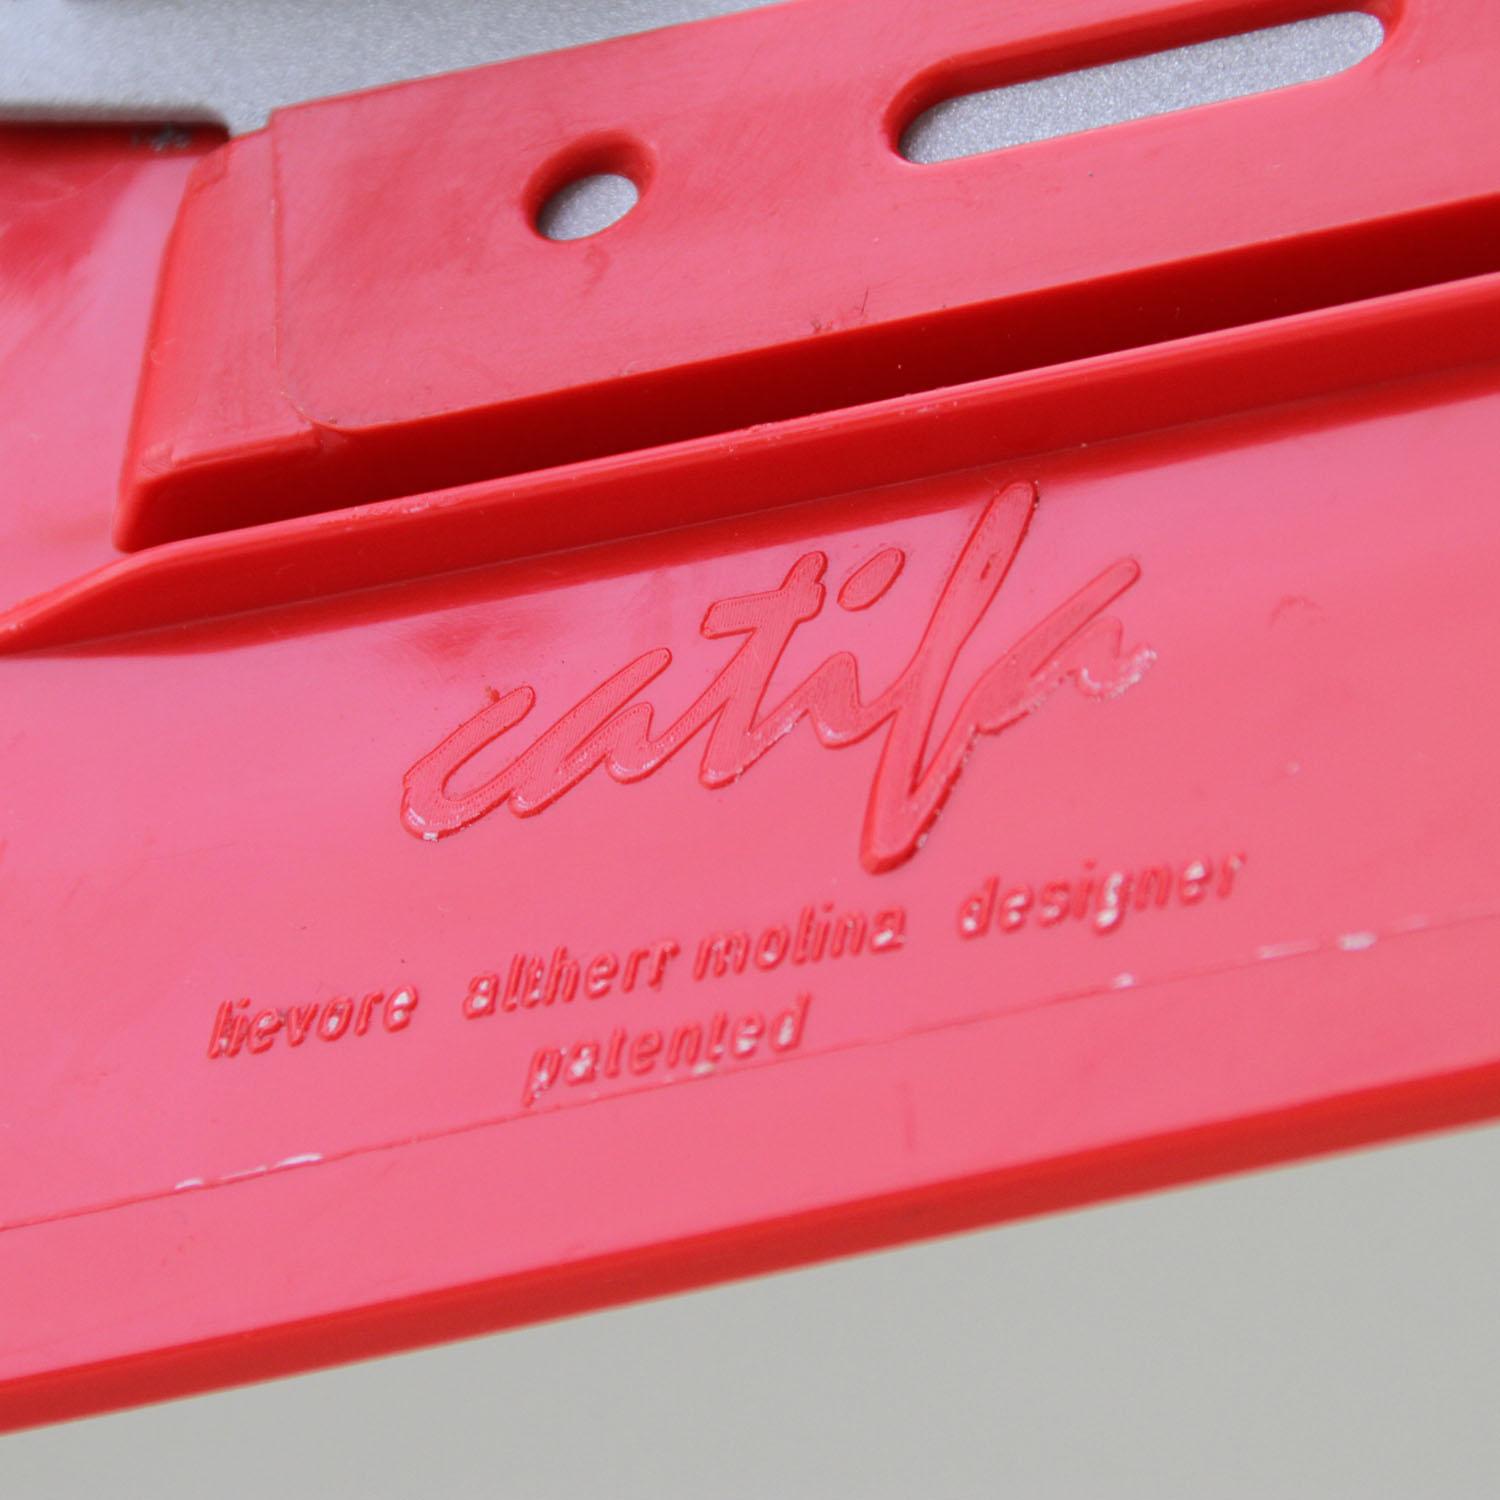 catifa
lievore altherr molina designer
patented